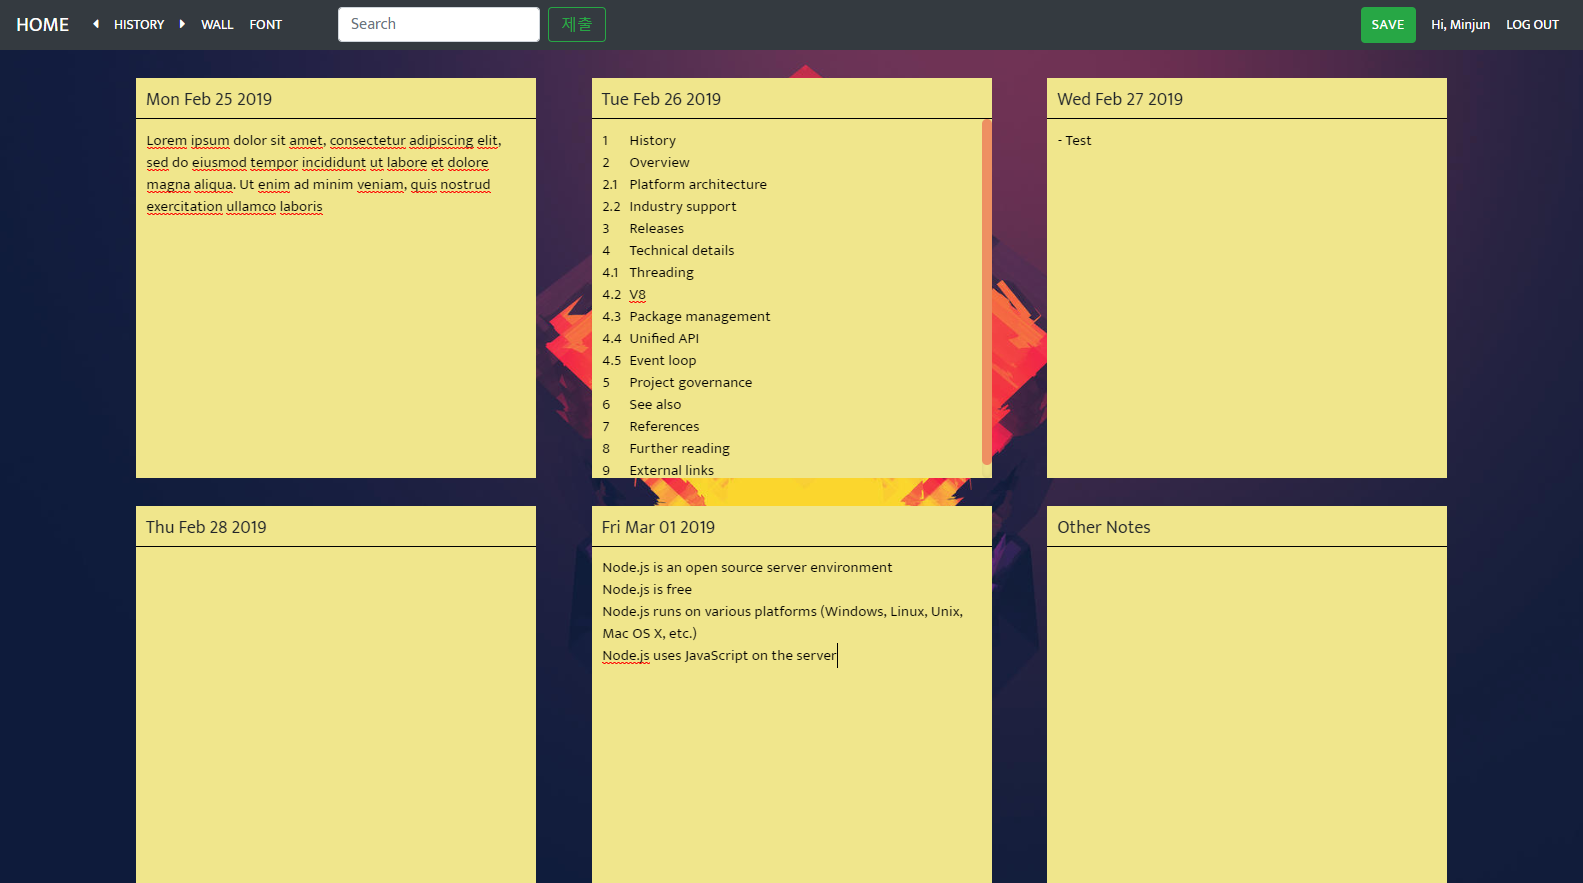 HOME HISTORY WALL FONT Search 제출 SAVE Hi, Minjun LOG OUT
Mon Feb 25 2019
Lorem ipsum dolor sit amet, consectetur adipiscing elit,
sed do eiusmod tempor incididunt ut labore et dolore
magna aliqua. Ut enim ad minim veniam, quis nostrud
exercitation ullamco laboris
Tue Feb 26 2019
1 History
2 Overview
2.1 Platform architecture
2.2 Industry support
3 Releases
4 Technical details
4.1 Threading
4.2 V8
4.3 Package management
4.4 Unified API
4.5 Event loop
5 Project governance
6 See also
7 References
8 Further reading
9 External links
Wed Feb 27 2019
- Test
Thu Feb 28 2019
Fri Mar 01 2019
Node.js is an open source server environment
Node.js is free
Node.js runs on various platforms (Windows, Linux, Unix,
Mac OS X, etc.)
Node.js uses JavaScript on the server
Other Notes